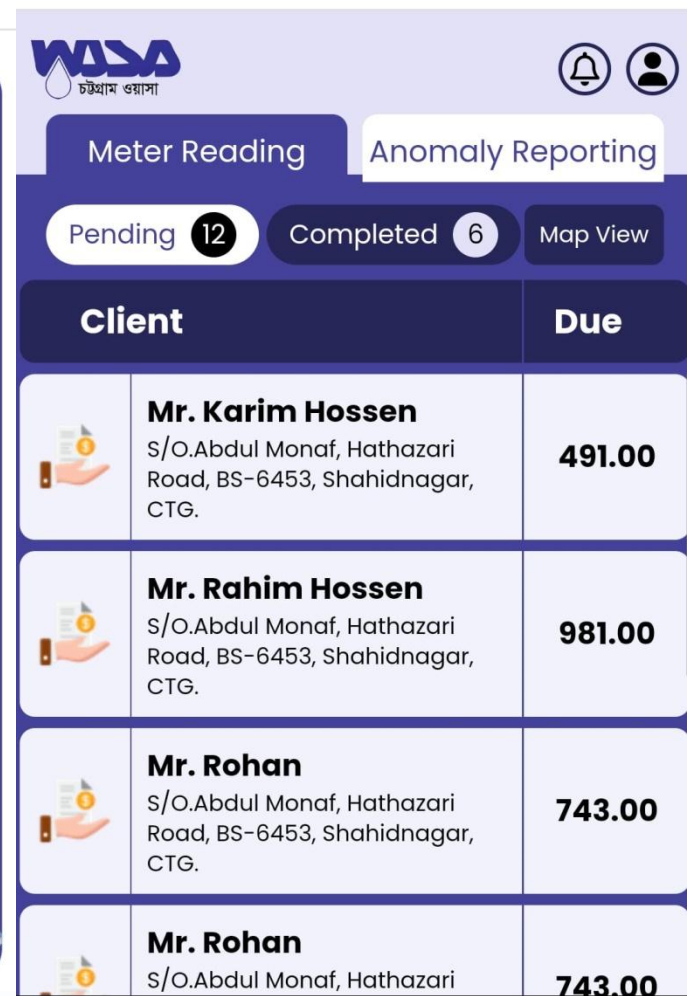 WASA
চট্টগ্রাম ওয়াসা
Meter Reading
Anomaly Reporting
Pending 12
Completed 6
Map View
Client
Due
Mr. Karim Hossen
S/O.Abdul Monaf, Hathazari
Road, BS-6453, Shahidnagar,
CTG.
491.00
Mr. Rahim Hossen
S/O.Abdul Monaf, Hathazari
Road, BS-6453, Shahidnagar,
CTG.
981.00
Mr. Rohan
S/O.Abdul Monaf, Hathazari
Road, BS-6453, Shahidnagar,
CTG.
743.00
Mr. Rohan
S/O.Abdul Monaf, Hathazari
743.00